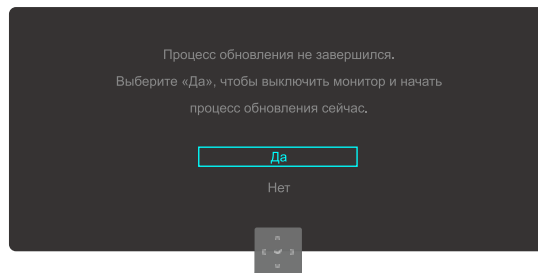 Процесс обновления не завершился.
Выберите «Да», чтобы выключить монитор и начать
процесс обновления сейчас.
Да
Нет